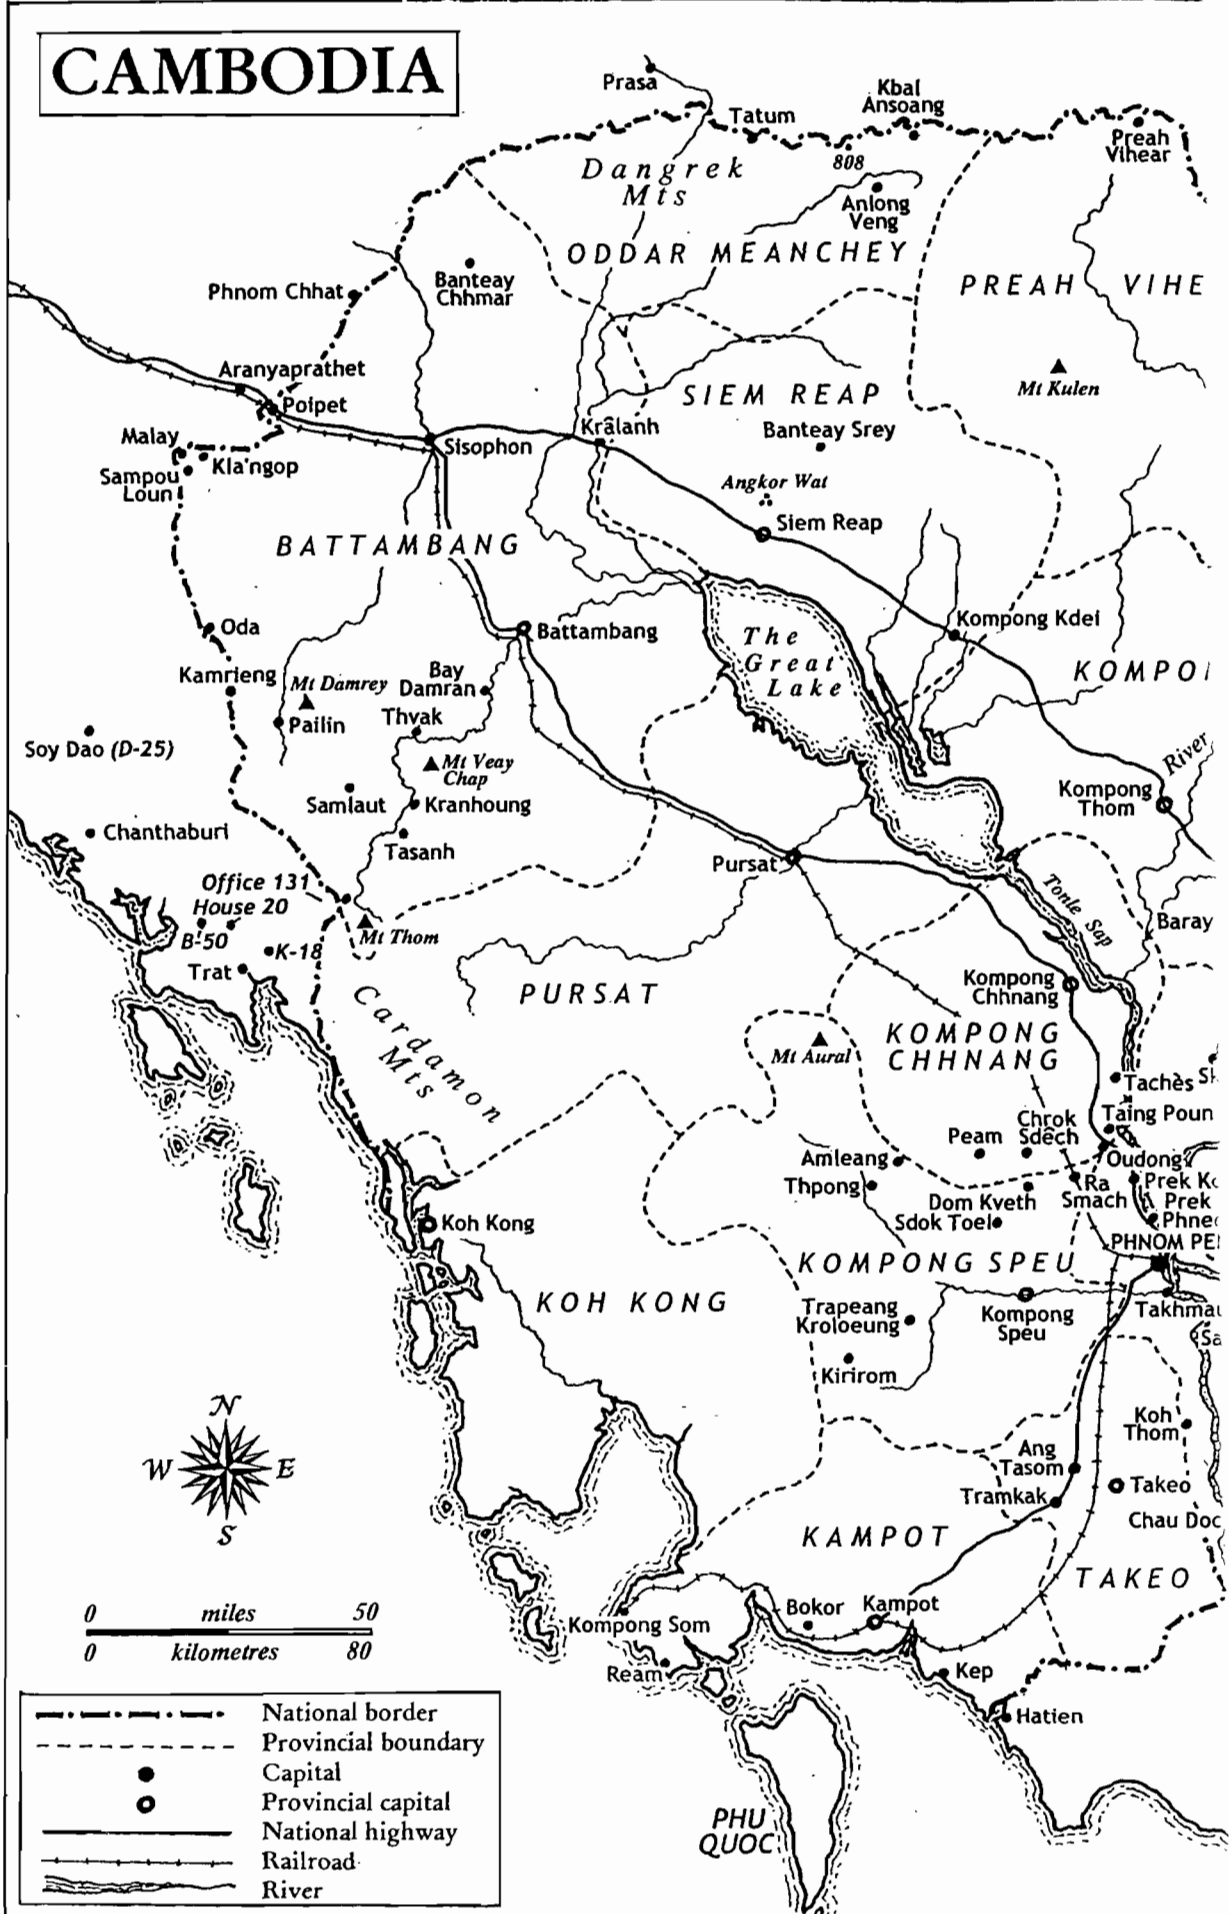 CAMBODIA
Prasa
Tatum
Kbal
Ansoang
Preah
Vihear
808
Dangrek
Mts
Anlong
Veng
ODDAR MEANCHEY
Banteay
Chhmar
Phnom Chhat
PREAH VIHE
Aranyaprathet
Poipet
Mt Kulen
SIEM REAP
Malay
Kla'ngop
Sampou
Loun
Sisophon
Krâlanh
Banteay Srey
Angkor Wat
Siem Reap
BATTAMBANG
Oda
Battambang
The
Great
Lake
Kompong Kdei
KOMPO
Kamrieng
Mt Damrey
Pailin
Bay
Damran
Thvak
Soy Dao (D-25)
Mt Veay
Chap
River
Samlaut
Kranhoung
Kompong
Thom
Chanthaburi
Tasanh
Pursat
Office 131
House 20
B-50
K-18
Trat
Mt Thom
Tonle Sap
Baray
Kompong
Chhnang
PURSAT
Cardamon
Mts
Mt Aural
KOMPONG
CHHNANG
Tachès
Taing Poun
Chrok
Sdêch
Peam
Amleang
Oudong
Thpong
Ra
Smach
Prek
Dom Kveth
Prek
Sdok Toel
Phne
Koh Kong
PHNOM PE
KOMPONG SPEU
KOH KONG
Trapeang
Kroloeung
Kompong
Speu
Takhmau
Kirirom
Koh
Thom
N
W E
S
Ang
Tasom
Takeo
Tramkak
Chau Doc
KAMPOT
TAKEO
0 miles 50
0 kilometres 80
Kompong Som
Bokor
Kampot
Ream
Kep
Hatien
PHU
QUOC
National border
Provincial boundary
Capital
Provincial capital
National highway
Railroad
River